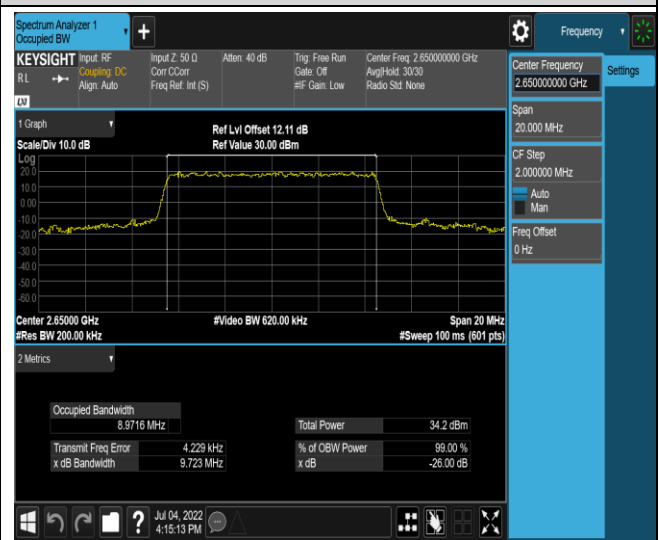 Spectrum Analyzer 1
Occupied BW
Frequency
KEYSIGHT Input: RF Input Z: 50 Ω Atten: 40 dB Trig: Free Run Center Freq: 2.650000000 GHz
RL Coupling: DC Corr CCorr Gate: Off Avg|Hold: 30/30
Align: Auto Freq Ref: Int (S) #IF Gain: Low Radio Std: None
LXI
Center Frequency
2.650000000 GHz
Settings
Span
20.000 MHz
CF Step
2.000000 MHz
Auto
Man
Freq Offset
0 Hz
1 Graph
Ref Lvl Offset 12.11 dB
Scale/Div 10.0 dB Ref Value 30.00 dBm
Log
20.0
10.0
0.00
-10.0
-20.0
-30.0
-40.0
-50.0
-60.0
Center 2.65000 GHz #Video BW 620.00 kHz Span 20 MHz
#Res BW 200.00 kHz #Sweep 100 ms (601 pts)
2 Metrics
Occupied Bandwidth
8.9716 MHz Total Power 34.2 dBm
Transmit Freq Error 4.229 kHz % of OBW Power 99.00 %
x dB Bandwidth 9.723 MHz x dB -26.00 dB
? Jul 04, 2022
4:15:13 PM